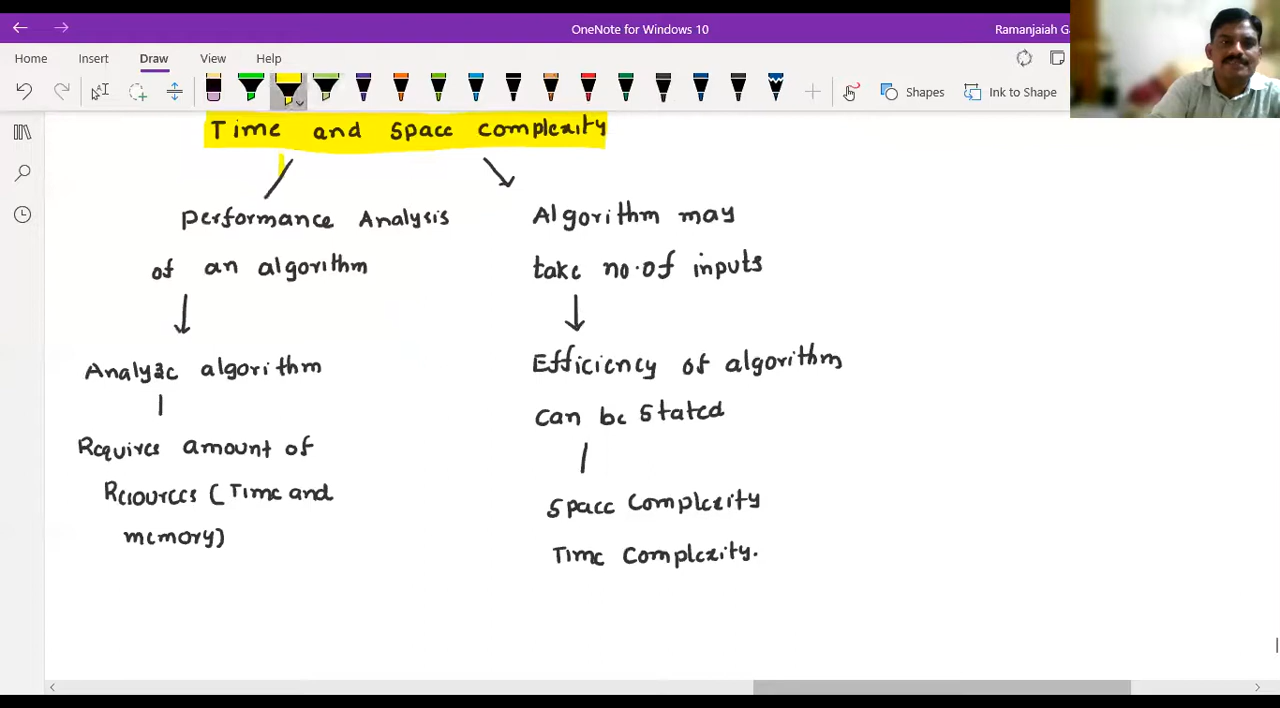 OneNote for Windows 10
Ramanjaiah G
Home Insert Draw View Help
Shapes Ink to Shape
Time and Space complexity
Performance Analysis
of an algorithm
Analyze algorithm
Requires amount of
Resources (Time and
memory)
Algorithm may
take no.of inputs
Efficiency of algorithm
can be stated
Space Complexity
Time Complexity.